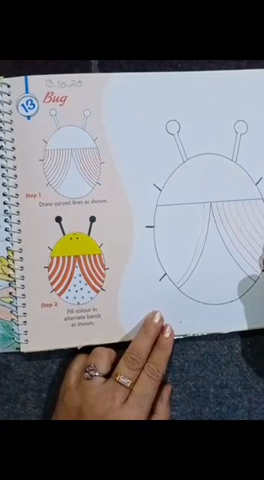 13.10.20
13
Bug
Step 1
Draw curved lines as shown.
Step 2
Fill colour in
alternate bands
as shown.